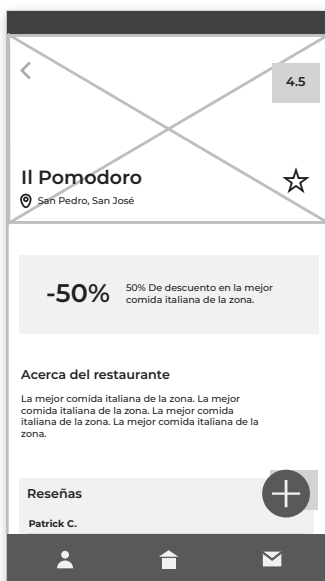 4.5
Il Pomodoro
San Pedro, San José
-50%
50% De descuento en la mejor
comida italiana de la zona.
Acerca del restaurante
La mejor comida italiana de la zona. La mejor
comida italiana de la zona. La mejor comida
italiana de la zona. La mejor comida italiana de la
zona.
Reseñas
Patrick C.